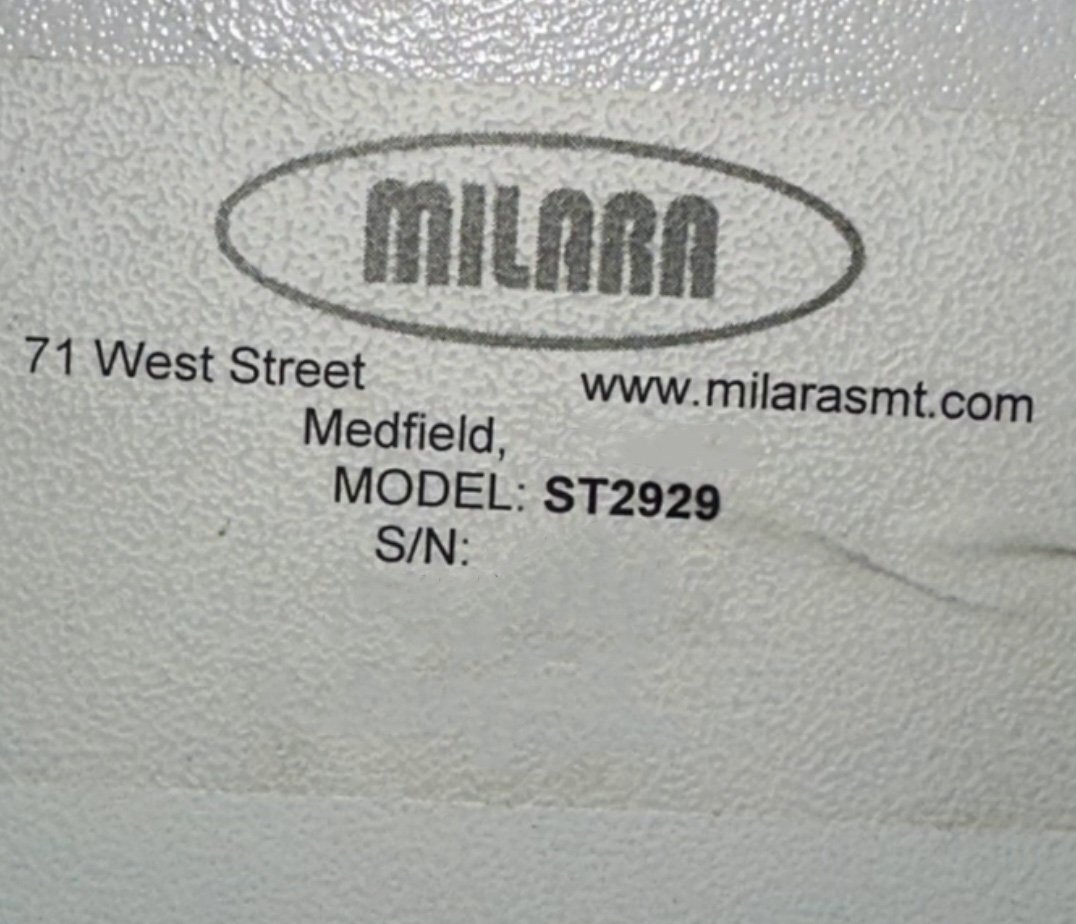 MILARA
71 West Street www.milarasmt.com
Medfield,
MODEL: ST2929
S/N: